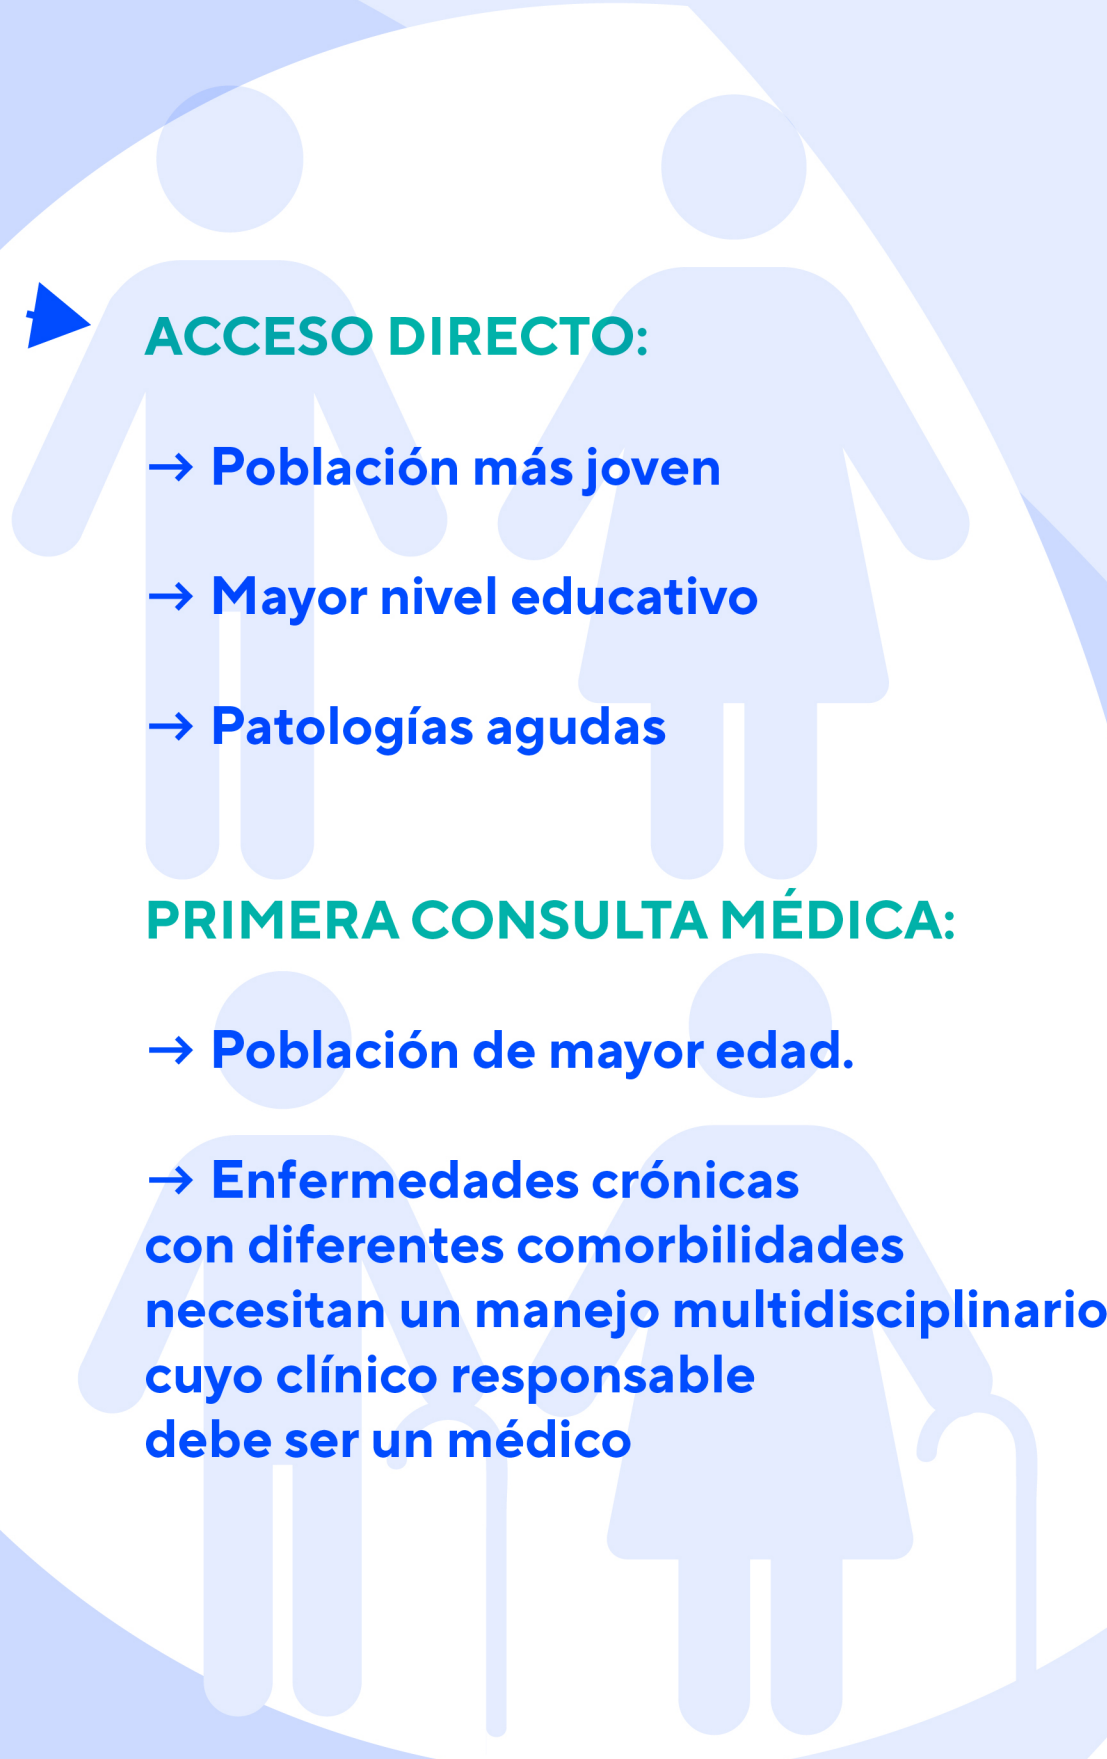 ACCESO DIRECTO:
→ Población más joven
→ Mayor nivel educativo
→ Patologías agudas
PRIMERA CONSULTA MÉDICA:
→ Población de mayor edad.
→ Enfermedades crónicas
con diferentes comorbilidades
necesitan un manejo multidisciplinario
cuyo clínico responsable
debe ser un médico